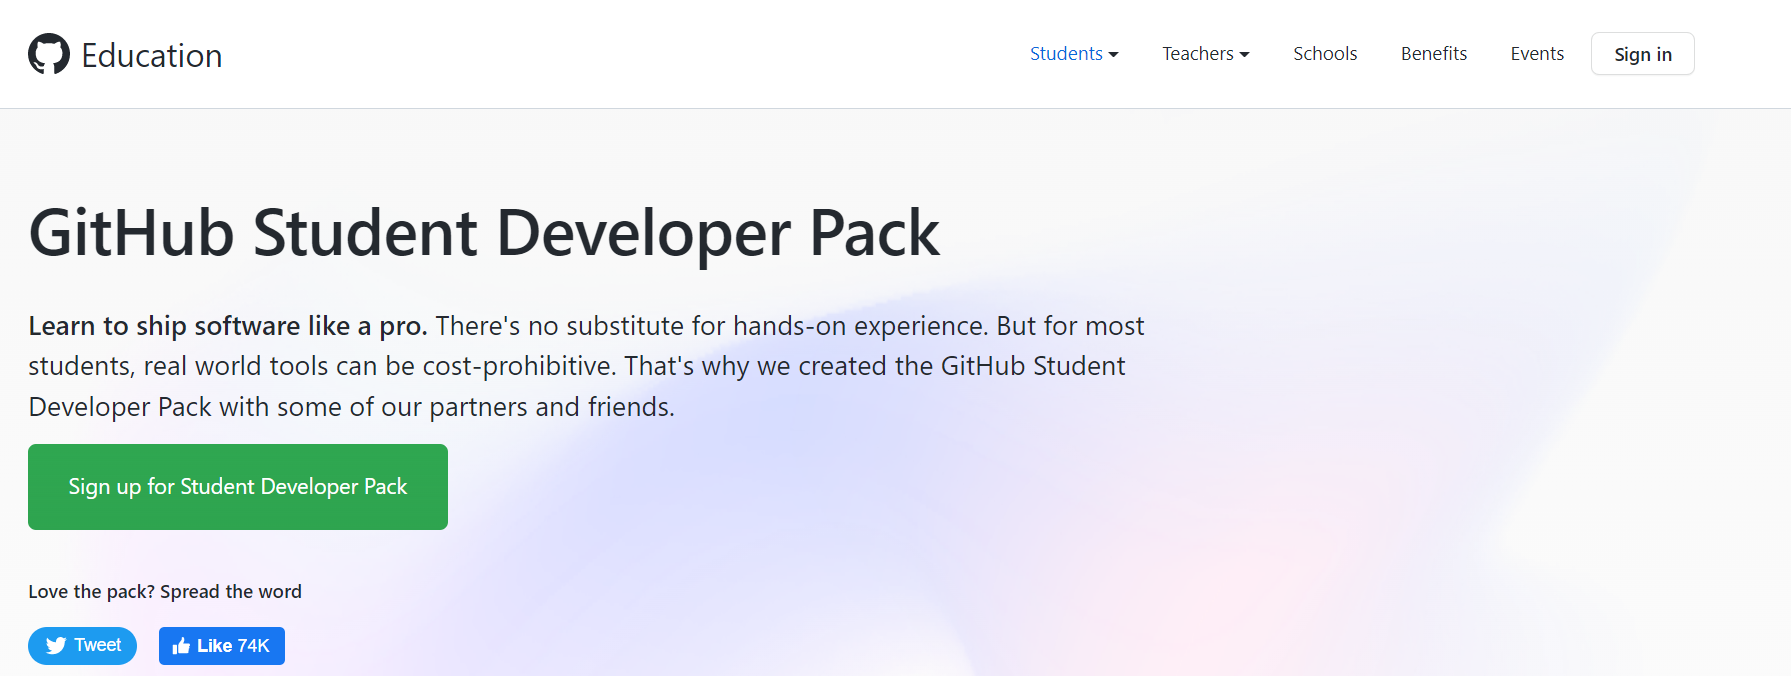 Education
Students
Teachers
Schools
Benefits
Events
Sign in
GitHub Student Developer Pack
Learn to ship software like a pro. There's no substitute for hands-on experience. But for most
students, real world tools can be cost-prohibitive. That's why we created the GitHub Student
Developer Pack with some of our partners and friends.
Sign up for Student Developer Pack
Love the pack? Spread the word
Tweet
Like 74K